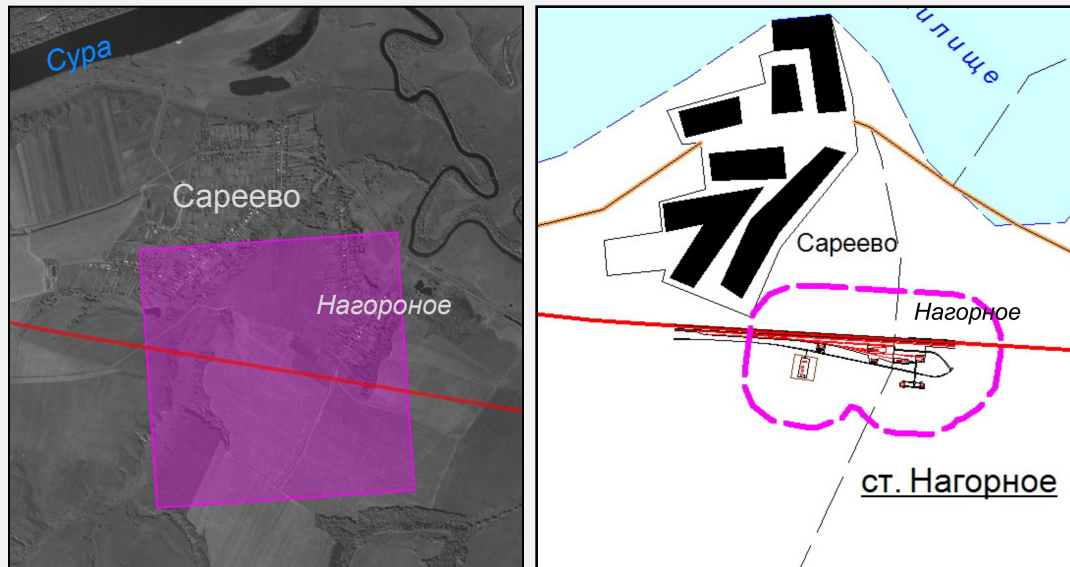 Сура
Сареево
Нагороное
илище
Сареево
Нагорное
ст. Нагорное